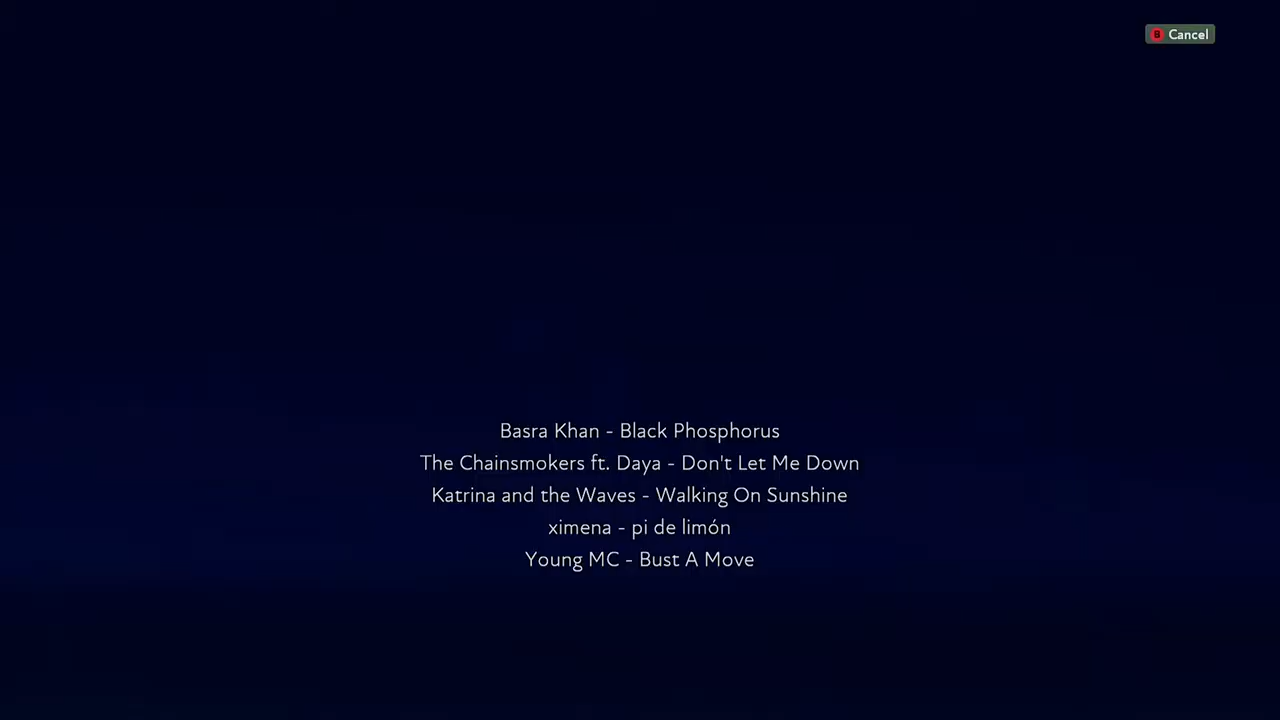 B Cancel
Basra Khan - Black Phosphorus
The Chainsmokers ft. Daya - Don't Let Me Down
Katrina and the Waves - Walking On Sunshine
ximena - pi de limón
Young MC - Bust A Move